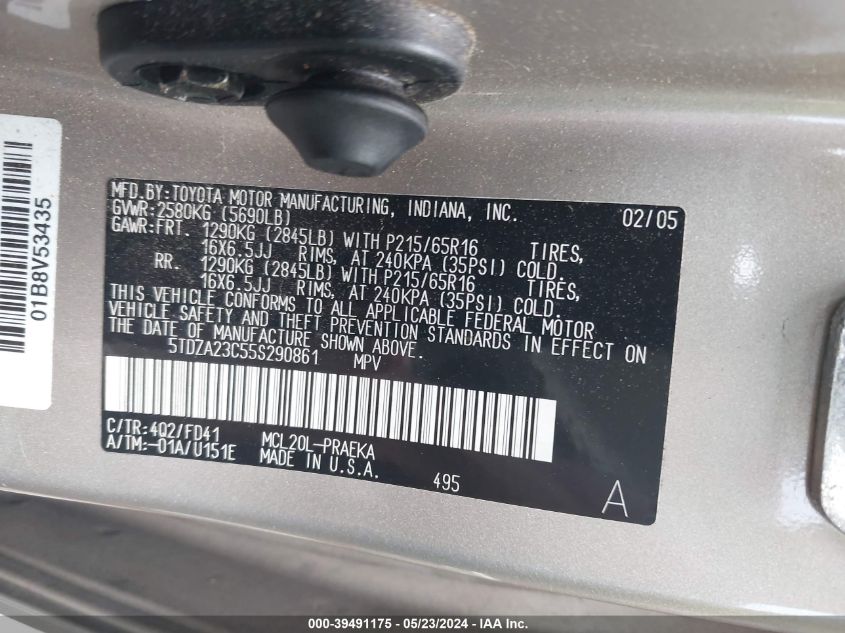 01B8V53435
MFD.BY:TOYOTA MOTOR MANUFACTURING, INDIANA, INC. 02/05
GVWR:2580KG (5690LB)
GAWR:FRT. 1290KG (2845LB) WITH P215/65R16 TIRES,
16X6.5JJ RIMS, AT 240KPA (35PSI) COLD.
RR. 1290KG (2845LB) WITH P215/65R16 TIRES,
16X6.5JJ RIMS, AT 240KPA (35PSI) COLD.
THIS VEHICLE CONFORMS TO ALL APPLICABLE FEDERAL MOTOR
VEHICLE SAFETY AND THEFT PREVENTION STANDARDS IN EFFECT ON
THE DATE OF MANUFACTURE SHOWN ABOVE.
5TDZA23C55S290861 MPV
C/TR:4Q2/FD41 MCL20L-PRAEKA
A/TM:-01A/U151E MADE IN U.S.A. 495
A
000-39491175 — 05/23/2024 — IAA Inc.